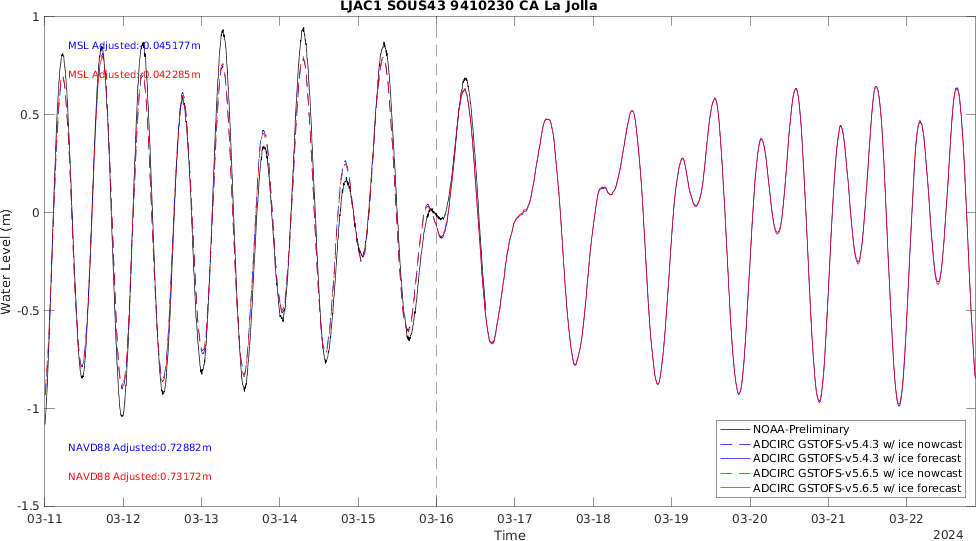 LJAC1 SOUS43 9410230 CA La Jolla
MSL Adjusted:-0.045177m
MSL Adjusted:-0.042285m
NAVD88 Adjusted:0.72882m
NAVD88 Adjusted:0.73172m
Water Level (m)
1
0.5
0
-0.5
-1
-1.5
NOAA-Preliminary
ADCIRC GSTOFS-v5.4.3 w/ ice nowcast
ADCIRC GSTOFS-v5.4.3 w/ ice forecast
ADCIRC GSTOFS-v5.6.5 w/ ice nowcast
ADCIRC GSTOFS-v5.6.5 w/ ice forecast
03-11 03-12 03-13 03-14 03-15 03-16 03-17 03-18 03-19 03-20 03-21 03-22
Time
2024